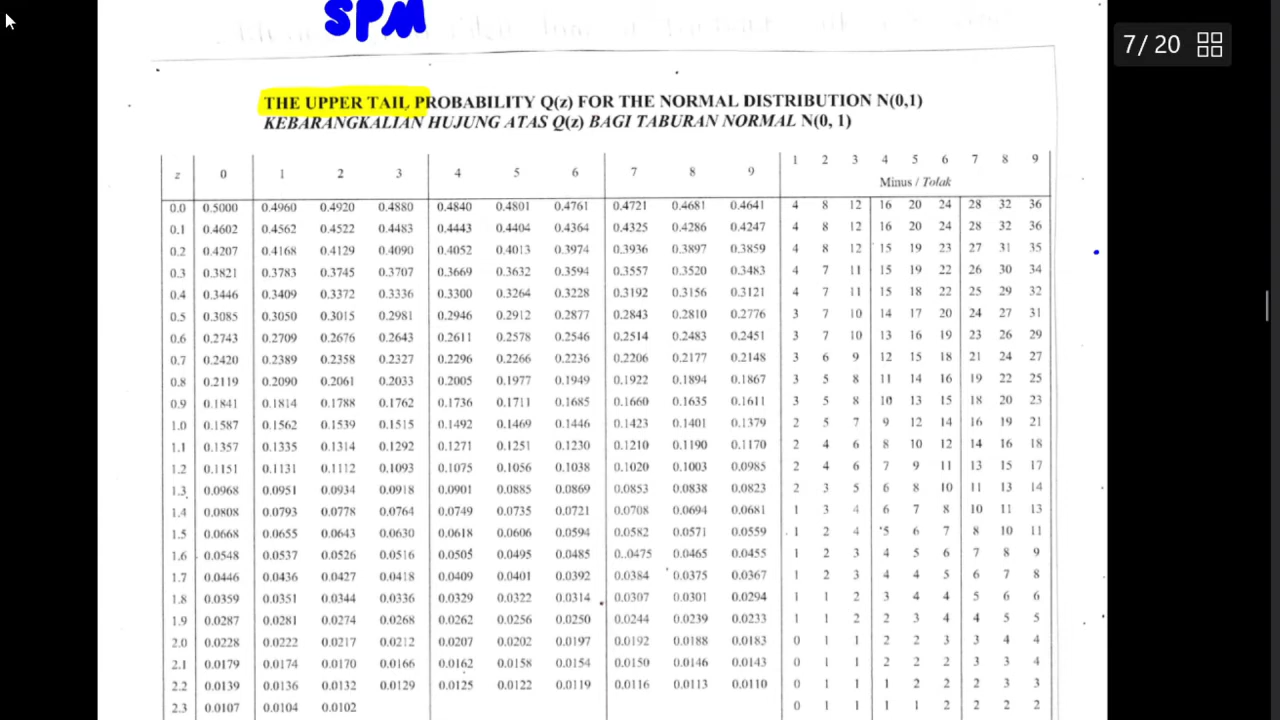 SPM
7/ 20
THE UPPER TAIL PROBABILITY Q(z) FOR THE NORMAL DISTRIBUTION N(0,1)
KEBARANGKALIAN HUJUNG ATAS Q(z) BAGI TABURAN NORMAL N(0, 1)
z 0 1 2 3 4 5 6 7 8 9 1 2 3 4 5 6 7 8 9
Minus / Tolak
0.0 0.5000 0.4960 0.4920 0.4880 0.4840 0.4801 0.4761 0.4721 0.4681 0.4641 4 8 12 16 20 24 28 32 36
0.1 0.4602 0.4562 0.4522 0.4483 0.4443 0.4404 0.4364 0.4325 0.4286 0.4247 4 8 12 16 20 24 28 32 36
0.2 0.4207 0.4168 0.4129 0.4090 0.4052 0.4013 0.3974 0.3936 0.3897 0.3859 4 8 12 15 19 23 27 31 35
0.3 0.3821 0.3783 0.3745 0.3707 0.3669 0.3632 0.3594 0.3557 0.3520 0.3483 4 7 11 15 19 22 26 30 34
0.4 0.3446 0.3409 0.3372 0.3336 0.3300 0.3264 0.3228 0.3192 0.3156 0.3121 4 7 11 15 18 22 25 29 32
0.5 0.3085 0.3050 0.3015 0.2981 0.2946 0.2912 0.2877 0.2843 0.2810 0.2776 3 7 10 14 17 20 24 27 31
0.6 0.2743 0.2709 0.2676 0.2643 0.2611 0.2578 0.2546 0.2514 0.2483 0.2451 3 7 10 13 16 19 23 26 29
0.7 0.2420 0.2389 0.2358 0.2327 0.2296 0.2266 0.2236 0.2206 0.2177 0.2148 3 6 9 12 15 18 21 24 27
0.8 0.2119 0.2090 0.2061 0.2033 0.2005 0.1977 0.1949 0.1922 0.1894 0.1867 3 5 8 11 14 16 19 22 25
0.9 0.1841 0.1814 0.1788 0.1762 0.1736 0.1711 0.1685 0.1660 0.1635 0.1611 3 5 8 10 13 15 18 20 23
1.0 0.1587 0.1562 0.1539 0.1515 0.1492 0.1469 0.1446 0.1423 0.1401 0.1379 2 5 7 9 12 14 16 19 21
1.1 0.1357 0.1335 0.1314 0.1292 0.1271 0.1251 0.1230 0.1210 0.1190 0.1170 2 4 6 8 10 12 14 16 18
1.2 0.1151 0.1131 0.1112 0.1093 0.1075 0.1056 0.1038 0.1020 0.1003 0.0985 2 4 6 7 9 11 13 15 17
1.3 0.0968 0.0951 0.0934 0.0918 0.0901 0.0885 0.0869 0.0853 0.0838 0.0823 2 3 5 6 8 10 11 13 14
1.4 0.0808 0.0793 0.0778 0.0764 0.0749 0.0735 0.0721 0.0708 0.0694 0.0681 1 3 4 6 7 8 10 11 13
1.5 0.0668 0.0655 0.0643 0.0630 0.0618 0.0606 0.0594 0.0582 0.0571 0.0559 1 2 4 5 6 7 8 10 11
1.6 0.0548 0.0537 0.0526 0.0516 0.0505 0.0495 0.0485 0..0475 0.0465 0.0455 1 2 3 4 5 6 7 8 9
1.7 0.0446 0.0436 0.0427 0.0418 0.0409 0.0401 0.0392 0.0384 0.0375 0.0367 1 2 3 4 4 5 6 7 8
1.8 0.0359 0.0351 0.0344 0.0336 0.0329 0.0322 0.0314 0.0307 0.0301 0.0294 1 1 2 3 4 4 5 6 6
1.9 0.0287 0.0281 0.0274 0.0268 0.0262 0.0256 0.0250 0.0244 0.0239 0.0233 1 1 2 2 3 4 4 5 5
2.0 0.0228 0.0222 0.0217 0.0212 0.0207 0.0202 0.0197 0.0192 0.0188 0.0183 0 1 1 2 2 3 3 4 4
2.1 0.0179 0.0174 0.0170 0.0166 0.0162 0.0158 0.0154 0.0150 0.0146 0.0143 0 1 1 2 2 2 3 3 4
2.2 0.0139 0.0136 0.0132 0.0129 0.0125 0.0122 0.0119 0.0116 0.0113 0.0110 0 1 1 1 2 2 2 3 3
2.3 0.0107 0.0104 0.0102 0 1 1 1 1 2 2 2 2